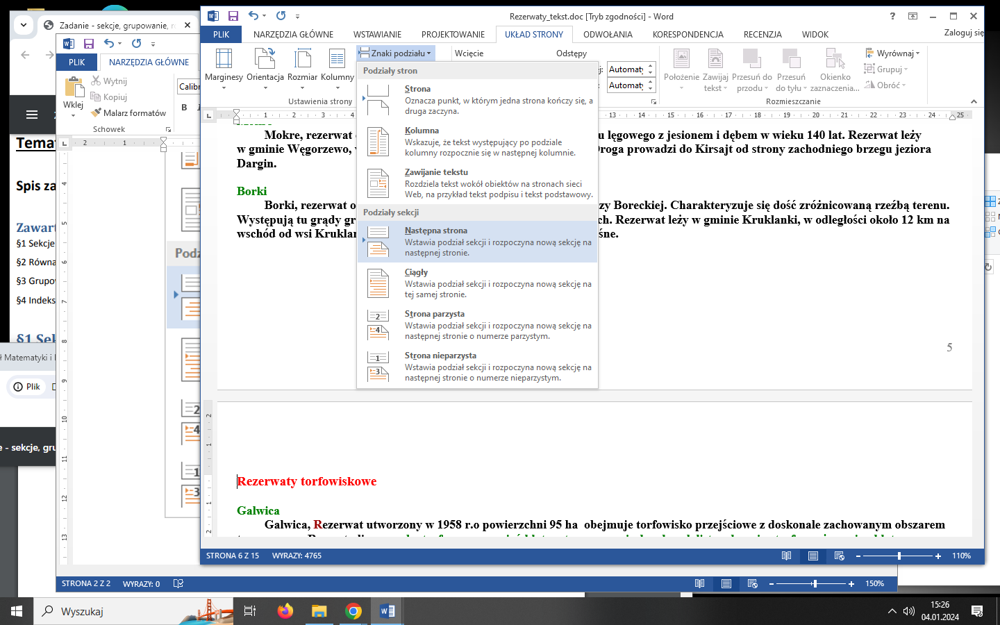 Zadanie - sekcje, grupowanie, r
Rezerwaty_tekst.doc [Tryb zgodności] - Word
Zaloguj się
PLIK NARZĘDZIA GŁÓWNE WSTAWIANIE PROJEKTOWANIE UKŁAD STRONY ODWOŁANIA KORESPONDENCJA RECENZJA WIDOK
PLIK NARZĘDZIA GŁÓWNE
Wklej
Wytnij
Kopiuj
Malarz formatów
Schowek
Calibr
B
Marginesy
Orientacja
Rozmiar
Kolumny
Znaki podziału
Ustawienia strony
Wcięcie
Odstępy
Automaty
Automaty
Położenie
Zawijaj tekst
Przesuń do przodu
Przesuń do tyłu
Okienko zaznaczenia...
Wyrównaj
Grupuj
Obróć
Rozmieszczanie
Podziały stron
Strona
Oznacza punkt, w którym jedna strona kończy się, a
druga zaczyna.
Kolumna
Wskazuje, że tekst występujący po podziale
kolumny rozpocznie się w następnej kolumnie.
Zawijanie tekstu
Rozdziela tekst wokół obiektów na stronach sieci
Web, na przykład tekst podpisu i tekst podstawowy.
Podziały sekcji
Następna strona
Wstawia podział sekcji i rozpoczyna nową sekcję na
następnej stronie.
Ciągły
Wstawia podział sekcji i rozpoczyna nową sekcję na
tej samej stronie.
Strona parzysta
Wstawia podział sekcji i rozpoczyna nową sekcję na
następnej stronie o numerze parzystym.
Strona nieparzysta
Wstawia podział sekcji i rozpoczyna nową sekcję na
następnej stronie o numerze nieparzystym.
Mokre, rezerwat o u lęgowego z jesionem i dębem w wieku 140 lat. Rezerwat leży
w gminie Węgorzewo, Droga prowadzi do Kirsajt od strony zachodniego brzegu jeziora
Dargin.
Borki
Borki, rezerwat o zy Boreckiej. Charakteryzuje się dość zróżnicowaną rzeźbą terenu.
Występują tu grądy gr ch. Rezerwat leży w gminie Kruklanki, w odległości około 12 km na
wschód od wsi Kruklan śne.
5
Rezerwaty torfowiskowe
Galwica
Galwica, Rezerwat utworzony w 1958 r.o powierzchni 95 ha obejmuje torfowisko przejściowe z doskonale zachowanym obszarem
STRONA 6 Z 15 WYRAZY: 4765
110%
STRONA 2 Z 2 WYRAZY: 0
150%
Temat
Spis za
Zawart
§1 Sekcje
§2 Równa
§3 Grupow
§4 Indeks
§1 Sek
ł Matematyki i I
Plik
e - sekcje, gru
Podz
Wyszukaj
15:26
04.01.2024